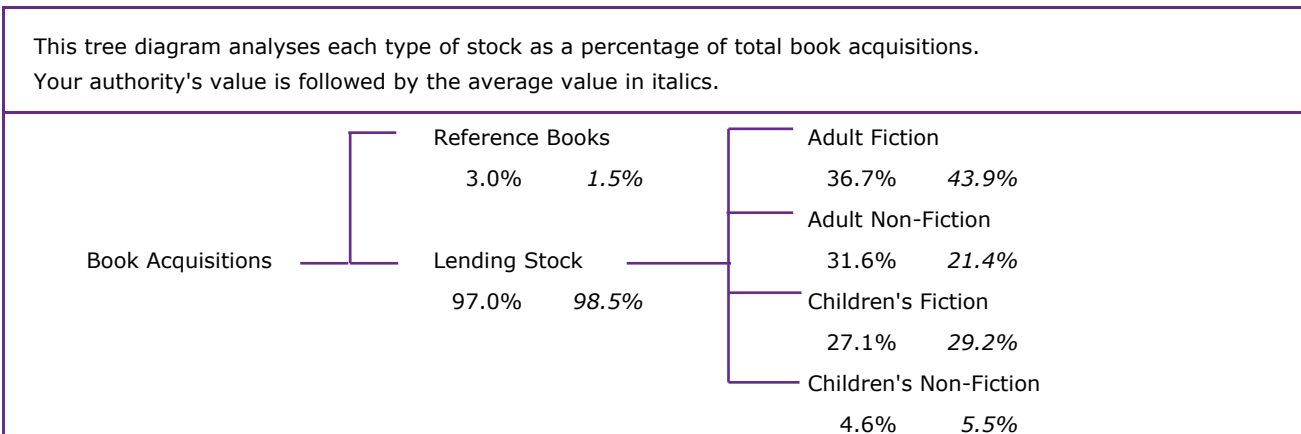 This tree diagram analyses each type of stock as a percentage of total book acquisitions.
Your authority's value is followed by the average value in italics.
Reference Books
3.0% 1.5%
Book Acquisitions
Lending Stock
97.0% 98.5%
Adult Fiction
36.7% 43.9%
Adult Non-Fiction
31.6% 21.4%
Children's Fiction
27.1% 29.2%
Children's Non-Fiction
4.6% 5.5%